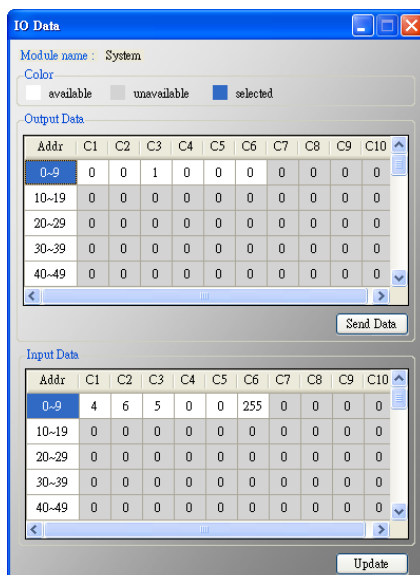 IO Data
Module name : System
Color
available unavailable selected
Output Data
Addr C1 C2 C3 C4 C5 C6 C7 C8 C9 C10
0~9 0 0 1 0 0 0 0 0 0 0
10~19 0 0 0 0 0 0 0 0 0 0
20~29 0 0 0 0 0 0 0 0 0 0
30~39 0 0 0 0 0 0 0 0 0 0
40~49 0 0 0 0 0 0 0 0 0 0
Send Data
Input Data
Addr C1 C2 C3 C4 C5 C6 C7 C8 C9 C10
0~9 4 6 5 0 0 255 0 0 0 0
10~19 0 0 0 0 0 0 0 0 0 0
20~29 0 0 0 0 0 0 0 0 0 0
30~39 0 0 0 0 0 0 0 0 0 0
40~49 0 0 0 0 0 0 0 0 0 0
Update